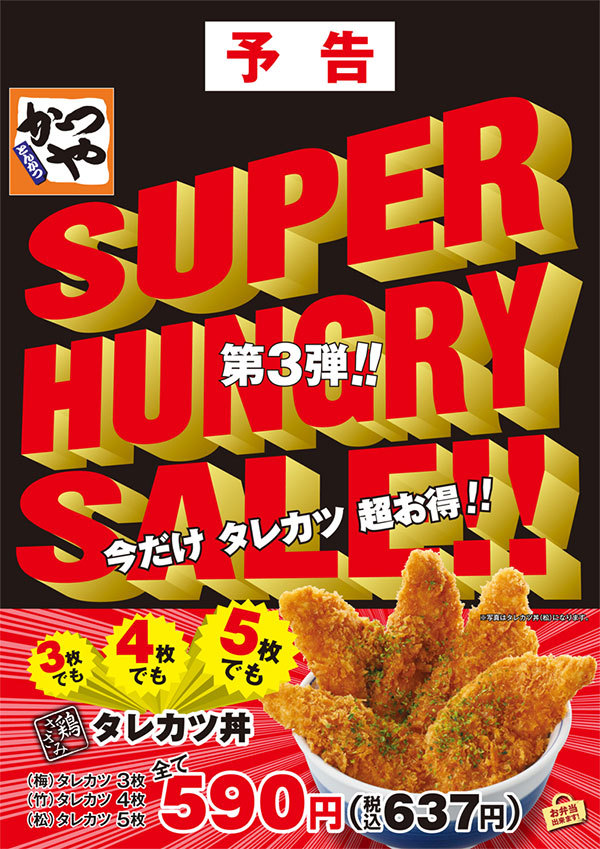 予告
かつや
とんかつ
SUPER
HUNGRY
第3弾!!
SALE!!
今だけ タレカツ 超お得!!
※写真はタレカツ丼(松)になります。
3枚でも
4枚でも
5枚でも
鶏ささみ
タレカツ丼
(梅)タレカツ 3枚
(竹)タレカツ 4枚
(松)タレカツ 5枚
全て590円(税込637円)
お弁当
出来ます!